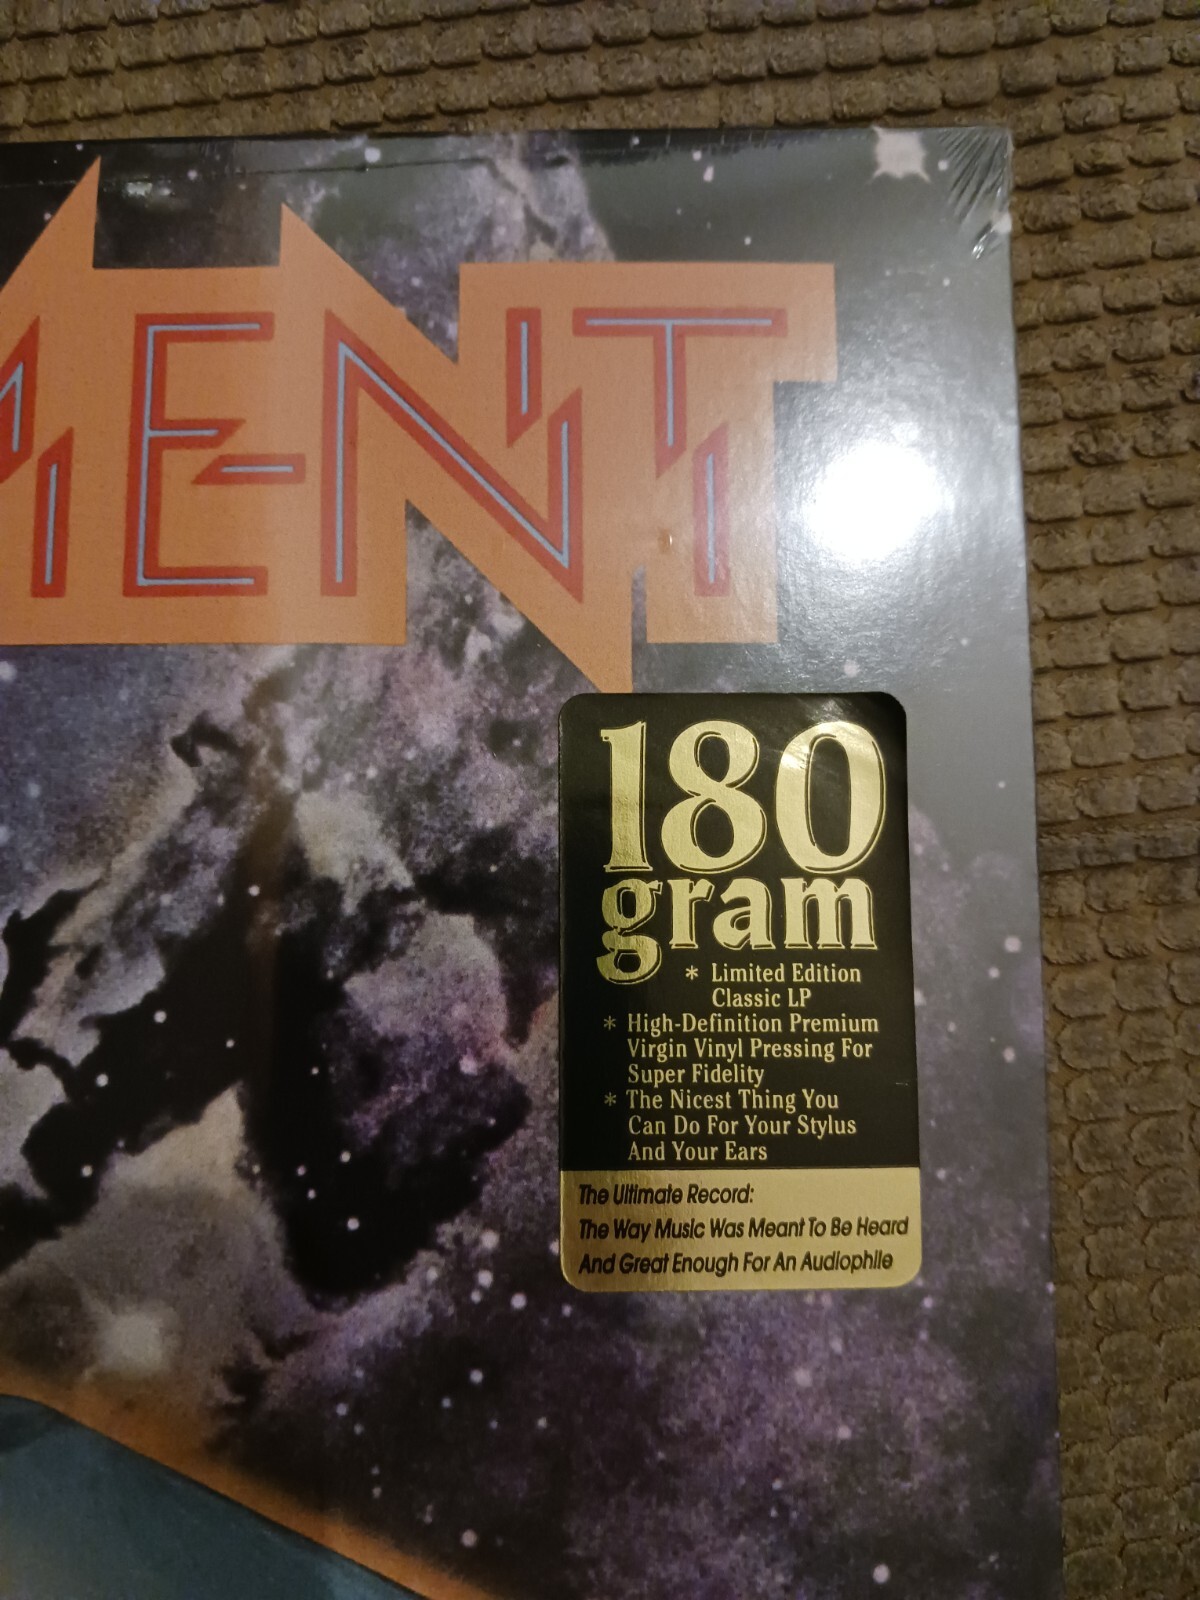 MENT
180
gram
* Limited Edition
Classic LP
* High-Definition Premium
Virgin Vinyl Pressing For
Super Fidelity
* The Nicest Thing You
Can Do For Your Stylus
And Your Ears
The Ultimate Record:
The Way Music Was Meant To Be Heard
And Great Enough For An Audiophile